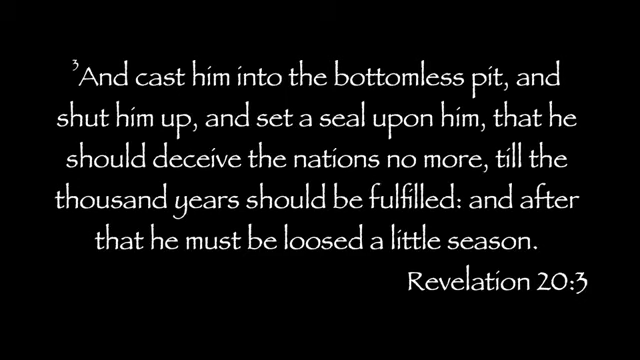 ³And cast him into the bottomless pit, and
shut him up, and set a seal upon him, that he
should deceive the nations no more, till the
thousand years should be fulfilled: and after
that he must be loosed a little season.
Revelation 20:3